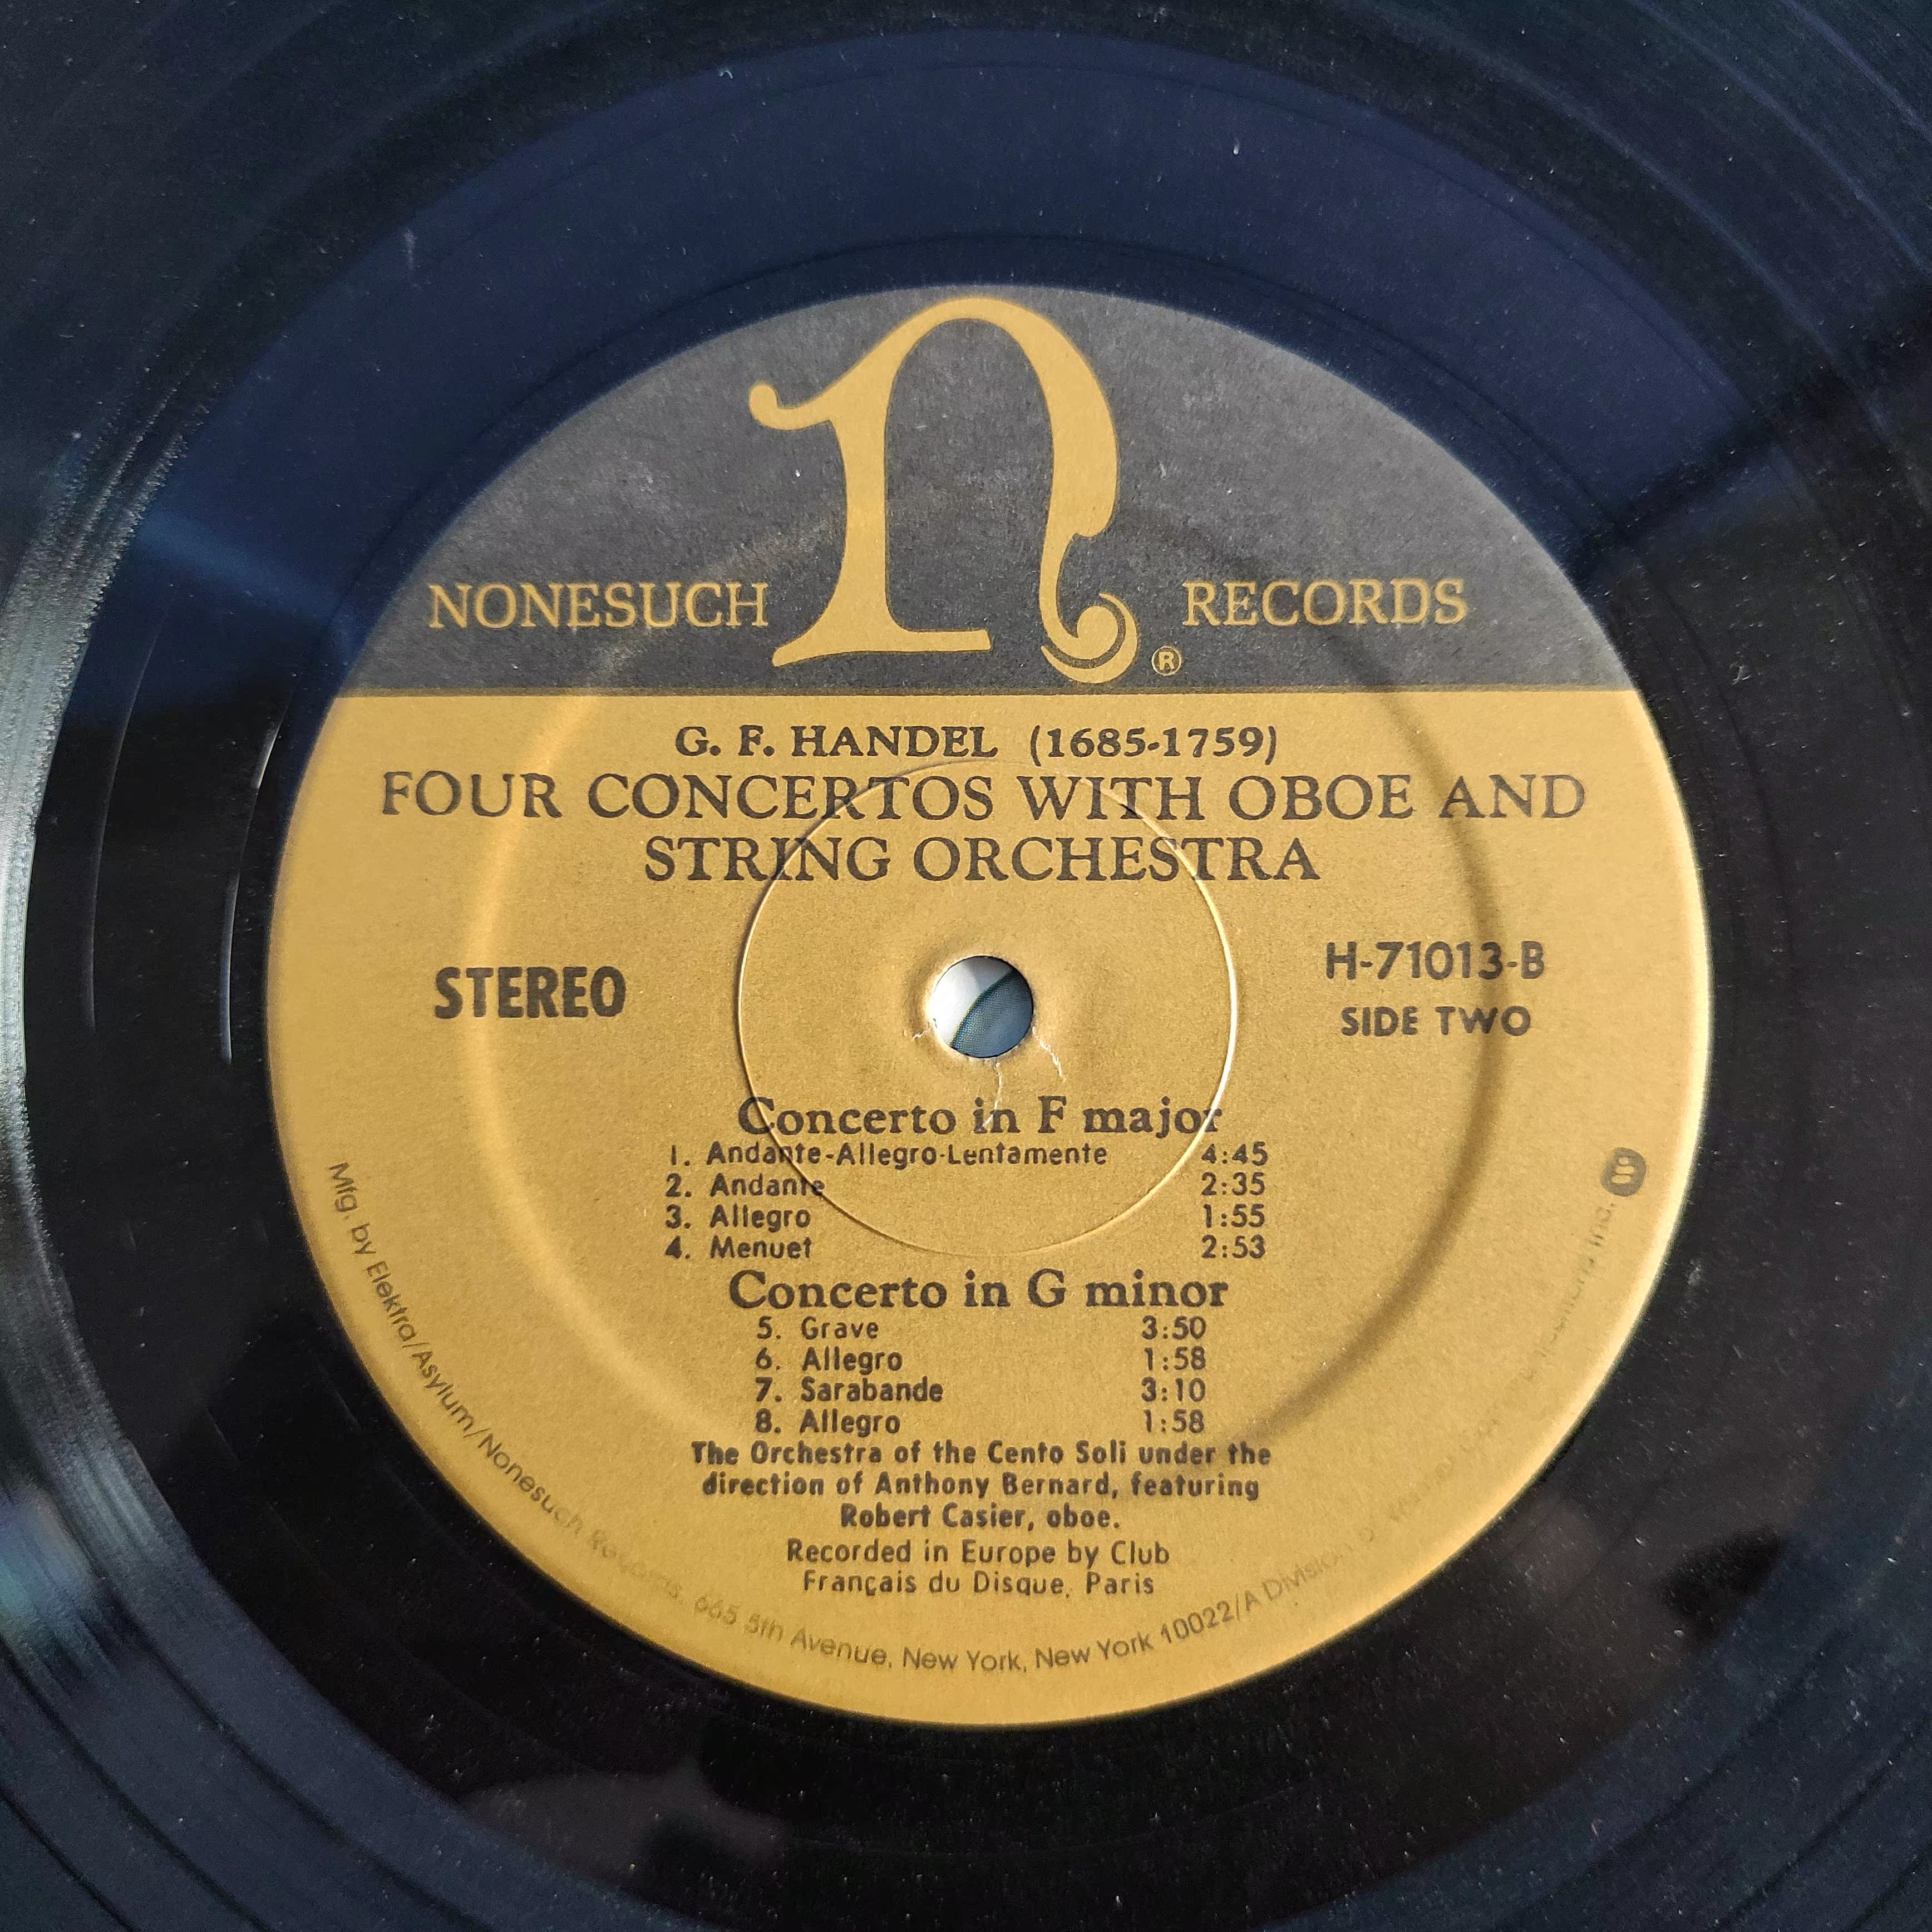 n
NONESUCH RECORDS ®
G. F. HANDEL (1685-1759)
FOUR CONCERTOS WITH OBOE AND
STRING ORCHESTRA
STEREO
H-71013-B
SIDE TWO
Concerto in F major
1. Andante-Allegro-Lentamente 4:45
2. Andante 2:35
3. Allegro 1:55
4. Menuet 2:53
Concerto in G minor
5. Grave 3:50
6. Allegro 1:58
7. Sarabande 3:10
8. Allegro 1:58
The Orchestra of the Cento Soli under the
direction of Anthony Bernard, featuring
Robert Casier, oboe.
Recorded in Europe by Club
Français du Disque, Paris
Mfg. by Elektra/Asylum/Nonesuch Records, 665 5th Avenue, New York, New York 10022/A Division Inc.